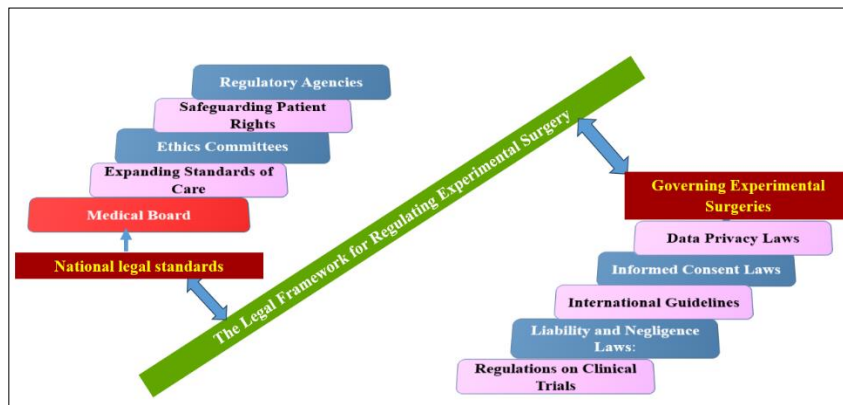 Regulatory Agencies
Safeguarding Patient
Rights
Ethics Committees
Expanding Standards of
Care
Medical Board
National legal standards
The Legal Framework for Regulating Experimental Surgery
Governing Experimental
Surgeries
Data Privacy Laws
Informed Consent Laws
International Guidelines
Liability and Negligence
Laws:
Regulations on Clinical
Trials